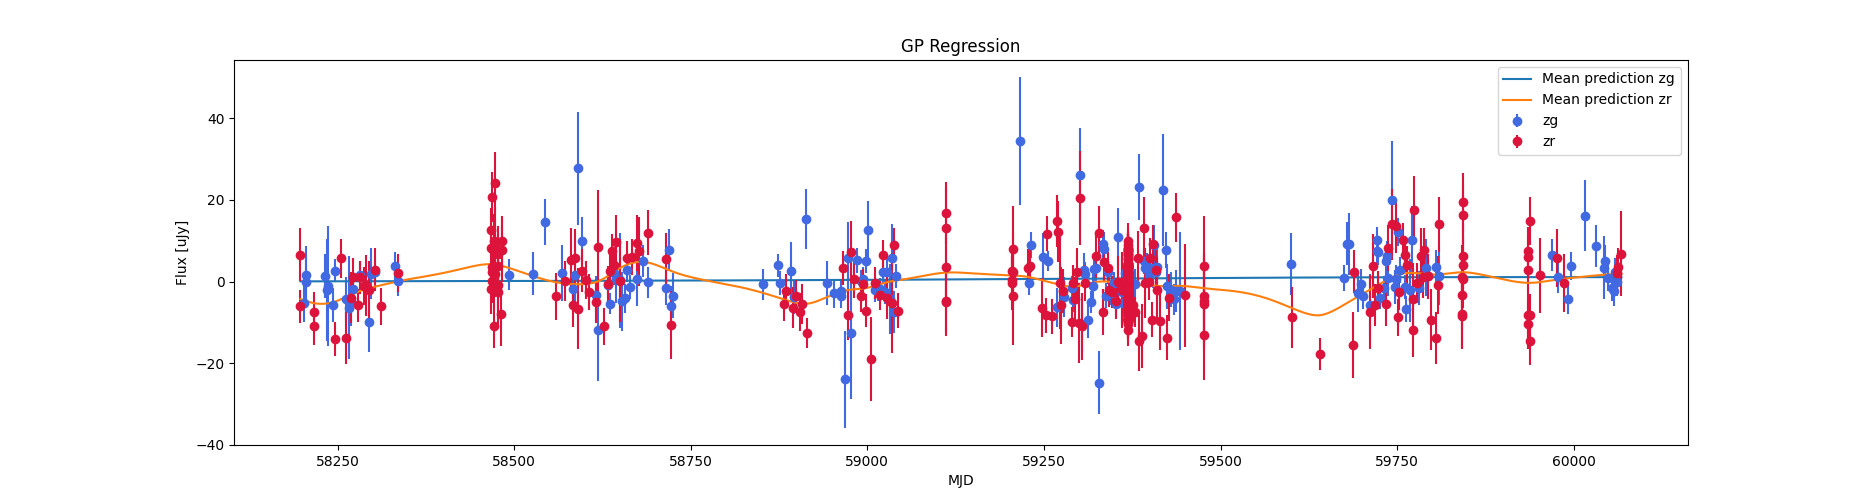 GP Regression
Mean prediction zg
Mean prediction zr
zg
zr
Flux [uJy]
40
20
0
−20
−40
58250 58500 58750 59000 59250 59500 59750 60000
MJD